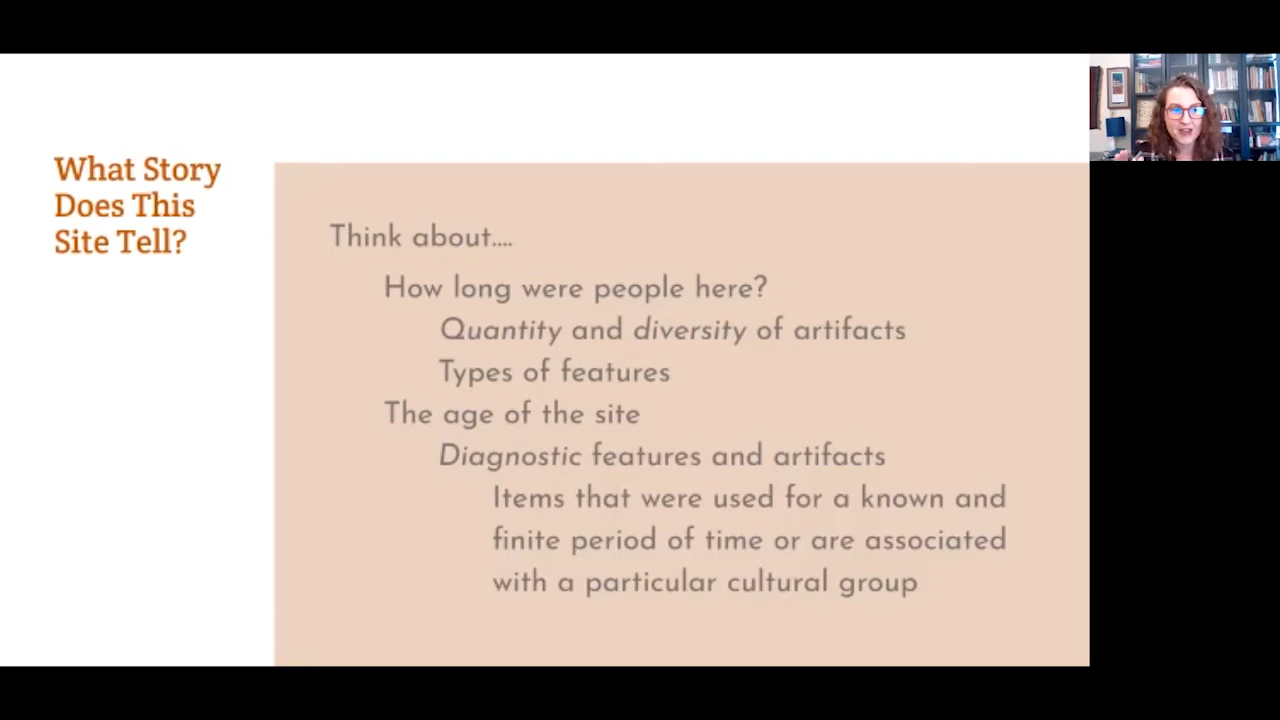 What Story
Does This
Site Tell?
Think about....
How long were people here?
Quantity and diversity of artifacts
Types of features
The age of the site
Diagnostic features and artifacts
Items that were used for a known and
finite period of time or are associated
with a particular cultural group